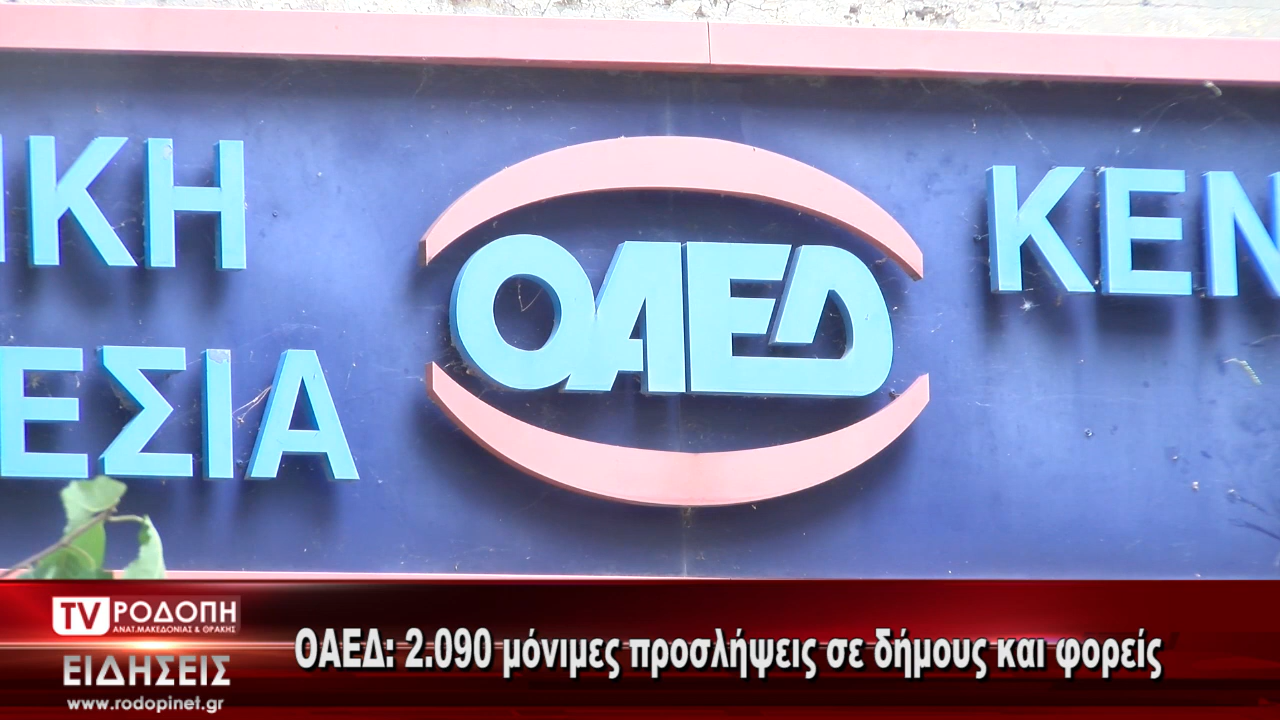 ΙΚΗ
ΕΣΙΑ
ΟΑΕΔ
ΚΕΝ
TV ΡΟΔΟΠΗ
ΑΝΑΤ.ΜΑΚΕΔΟΝΙΑΣ & ΘΡΑΚΗΣ
ΕΙΔΗΣΕΙΣ
www.rodopinet.gr
ΟΑΕΔ: 2.090 μόνιμες προσλήψεις σε δήμους και φορείς